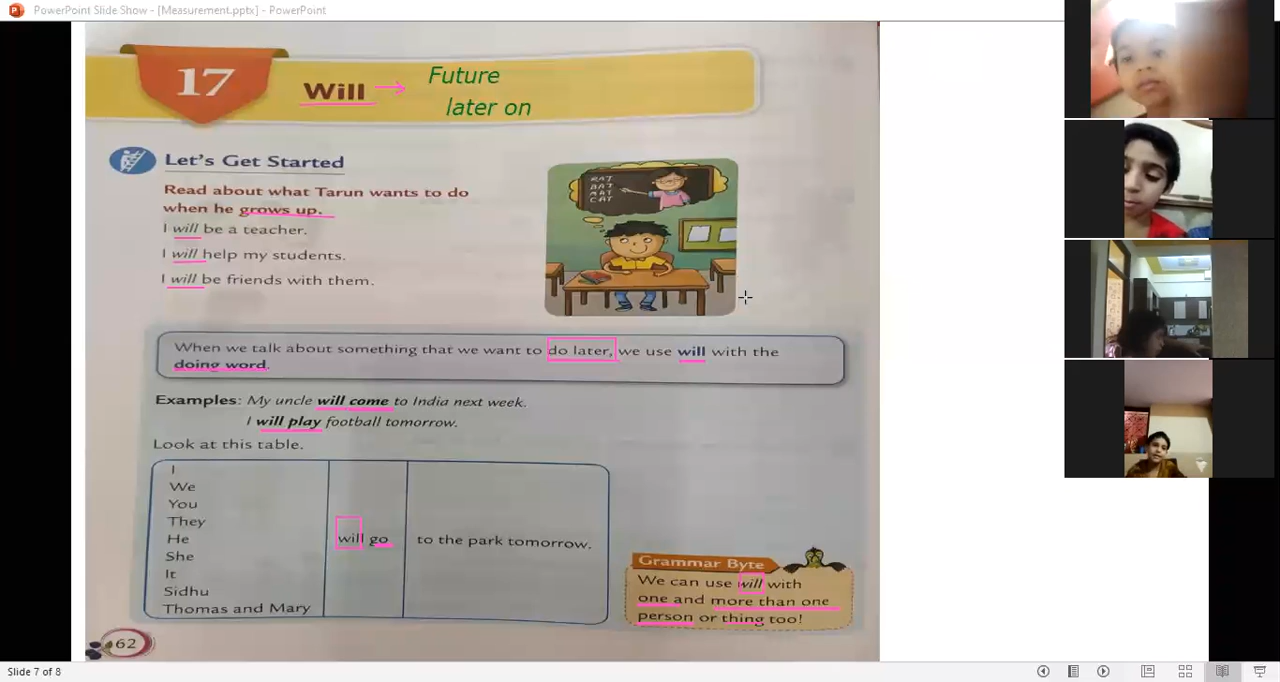 PowerPoint Slide Show - [Measurement.pptx] - PowerPoint
17
Will → Future
later on
Let's Get Started
Read about what Tarun wants to do
when he grows up.
I will be a teacher.
I will help my students.
I will be friends with them.
RAT
BAT
MAT
CAT
When we talk about something that we want to do later, we use will with the
doing word.
Examples: My uncle will come to India next week.
I will play football tomorrow.
Look at this table.
I
We
You
They
He
She
It
Sidhu
Thomas and Mary
will go
to the park tomorrow.
Grammar Byte
We can use will with
one and more than one
person or thing too!
62
Slide 7 of 8